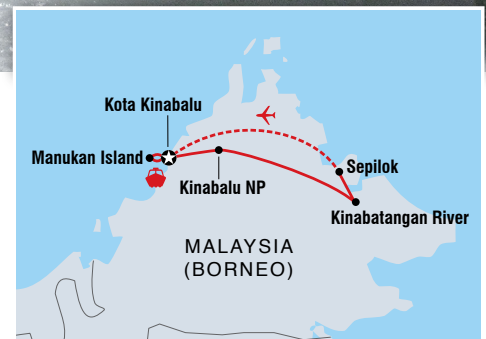 Kota Kinabalu
Manukan Island
Kinabalu NP
Sepilok
Kinabatangan River
MALAYSIA
(BORNEO)